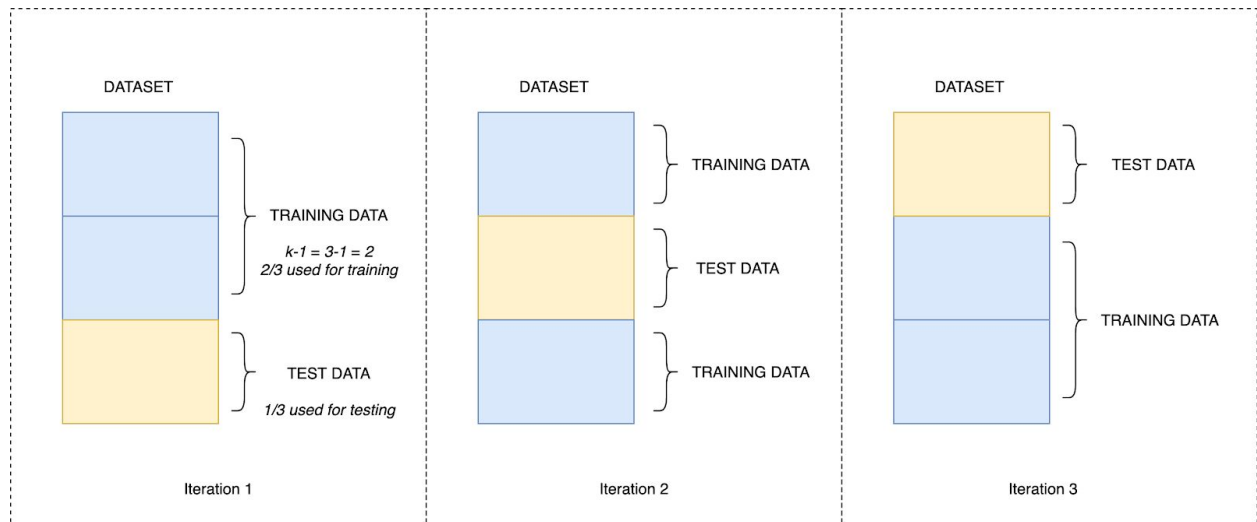 DATASET
TRAINING DATA
k-1 = 3-1 = 2
2/3 used for training
TEST DATA
1/3 used for testing
Iteration 1
DATASET
TRAINING DATA
TEST DATA
TRAINING DATA
Iteration 2
DATASET
TEST DATA
TRAINING DATA
Iteration 3